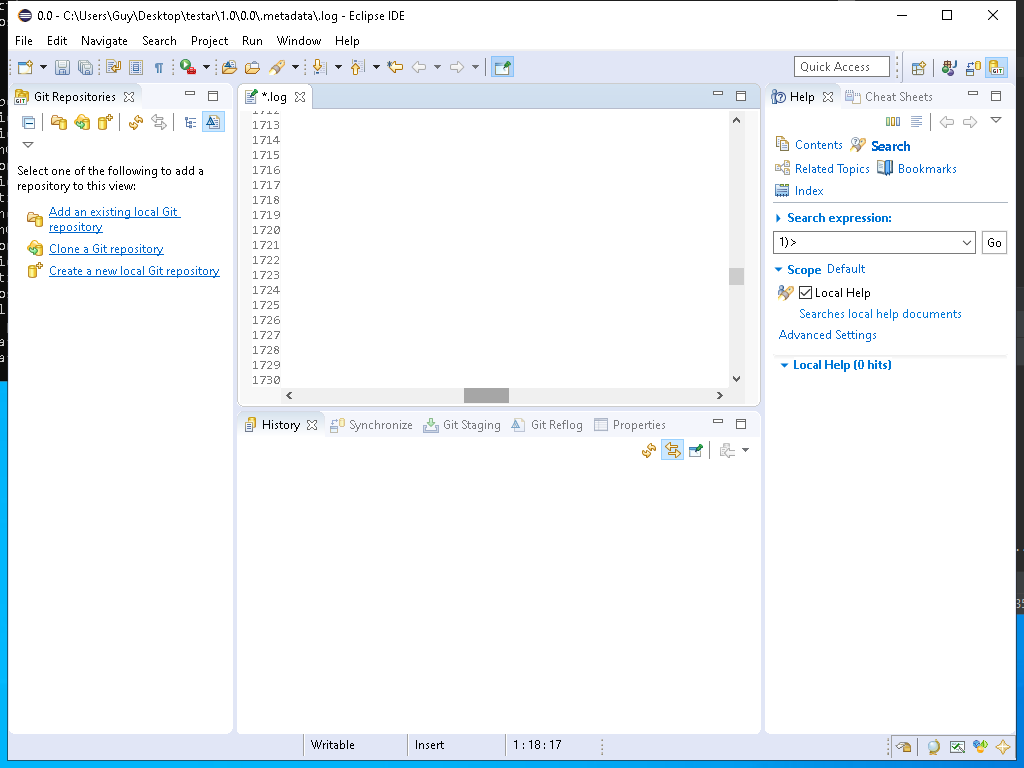 0.0 - C:\Users\Guy\Desktop\testar\1.0\0.0\.metadata\.log - Eclipse IDE
File Edit Navigate Search Project Run Window Help
Quick Access
Git Repositories
Select one of the following to add a
repository to this view:
Add an existing local Git
repository
Clone a Git repository
Create a new local Git repository
*.log
1712
1713
1714
1715
1716
1717
1718
1719
1720
1721
1722
1723
1724
1725
1726
1727
1728
1729
1730
History Synchronize Git Staging Git Reflog Properties
Help Cheat Sheets
Contents Search
Related Topics Bookmarks
Index
Search expression:
1)>
Go
Scope Default
Local Help
Searches local help documents
Advanced Settings
Local Help (0 hits)
Writable Insert 1 : 18 : 17